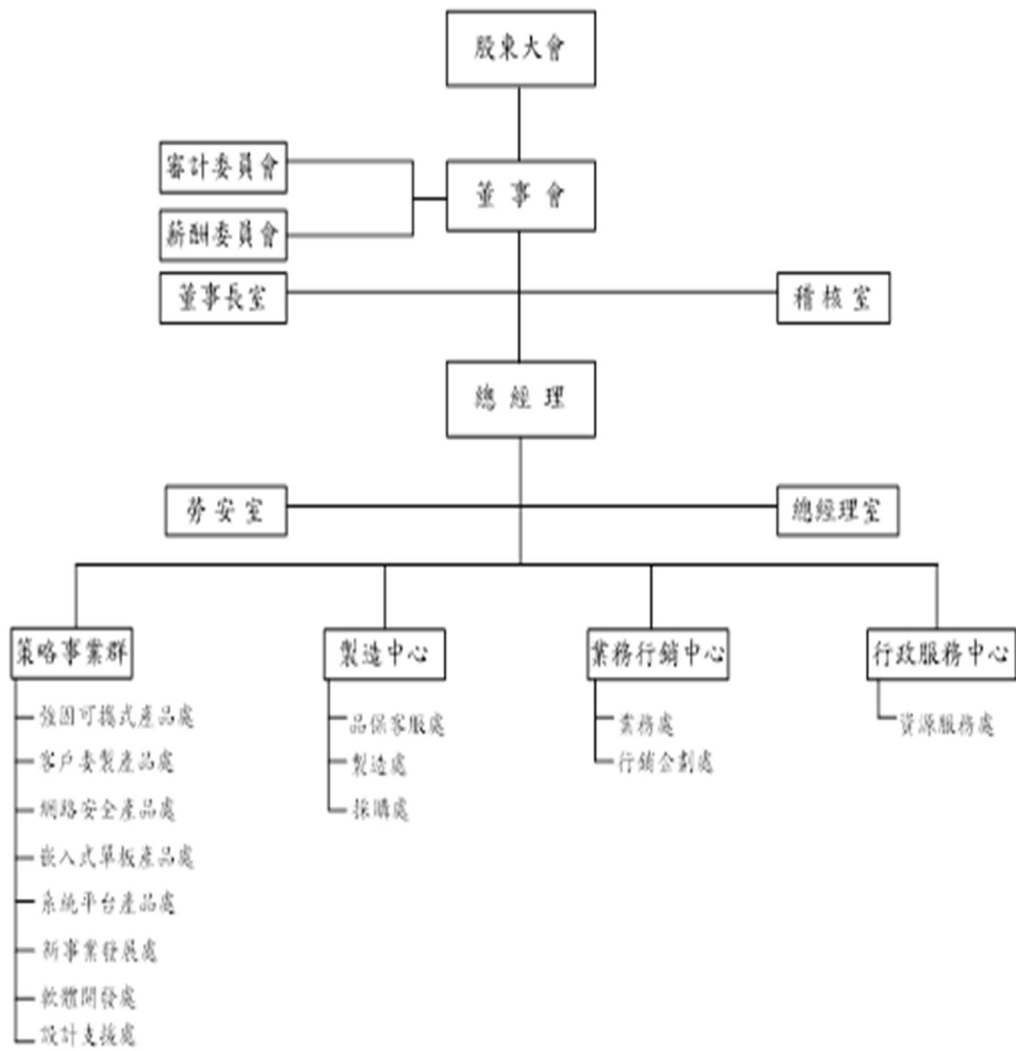 股東大會
審計委員會
董事會
薪酬委員會
董事長室
稽核室
總經理
勞安室
總經理室
策略事業群
製造中心
業務行銷中心
行政服務中心
強固可攜式產品處
客戶委製產品處
網路安全產品處
嵌入式單板產品處
系統平台產品處
新事業發展處
軟體開發處
設計支援處
品保客服處
製造處
採購處
業務處
行銷企劃處
資源服務處